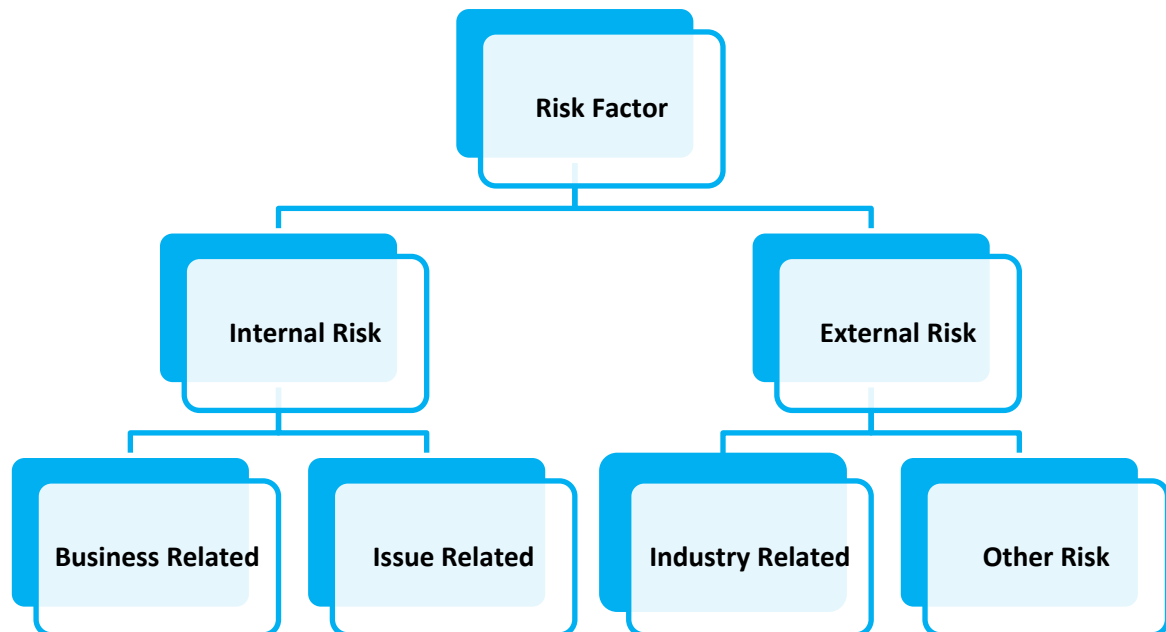 Risk Factor
Internal Risk
External Risk
Business Related
Issue Related
Industry Related
Other Risk